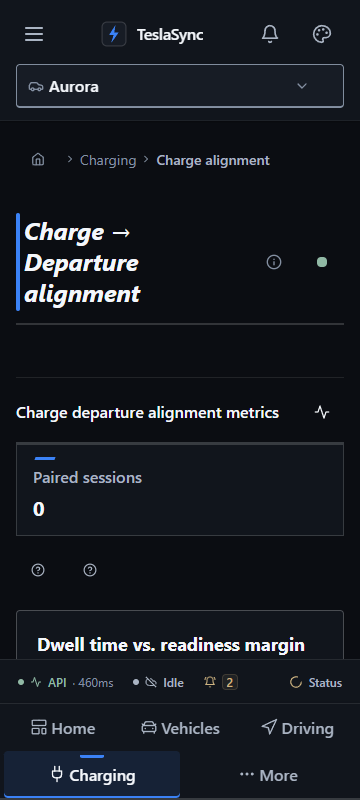 TeslaSync
Aurora
Charging
Charge alignment
Charge →
Departure
alignment
Charge departure alignment metrics
Paired sessions
0
Dwell time vs. readiness margin
API · 460ms
Idle
2
Status
Home
Vehicles
Driving
Charging
More